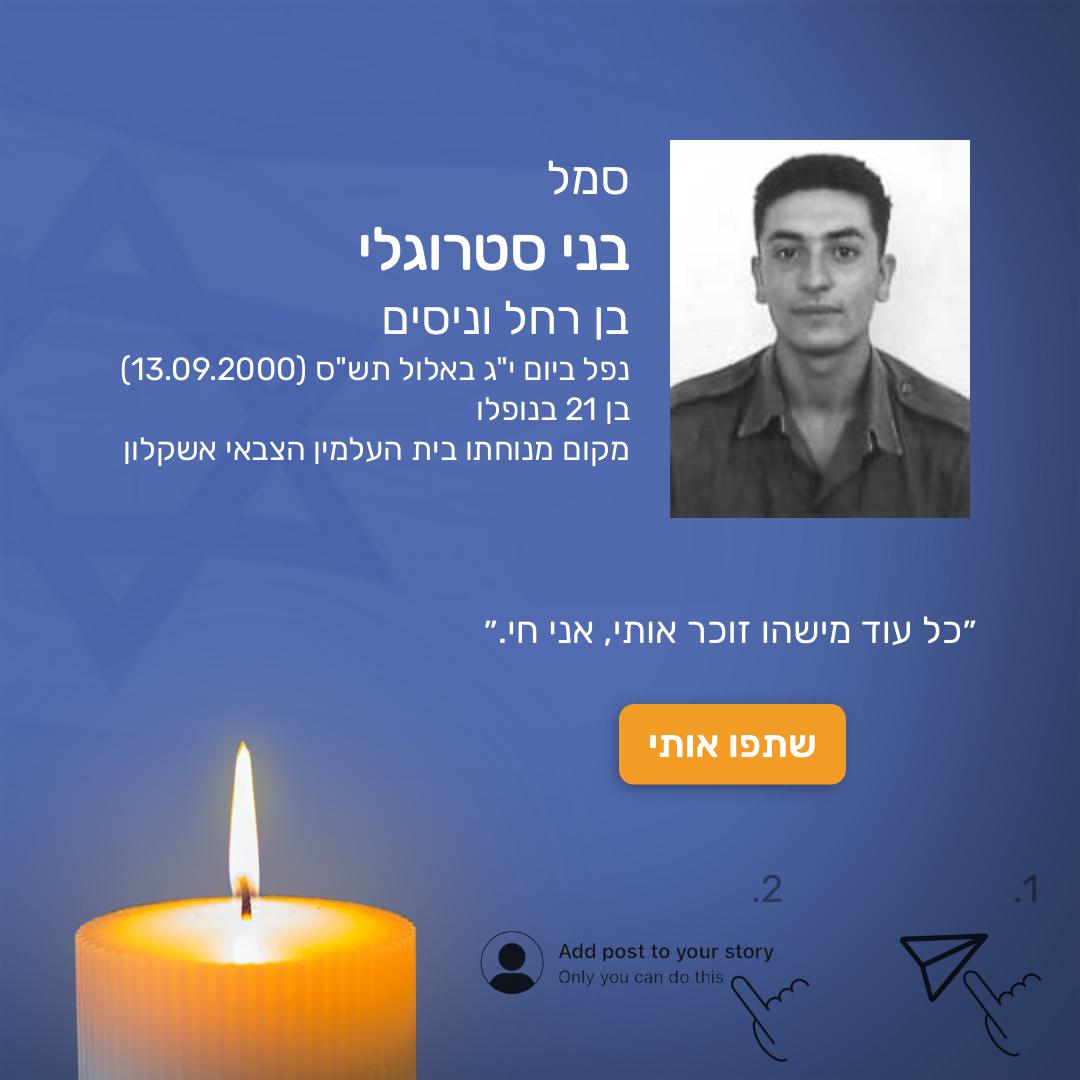 סמל
בני סטרוגלי
בן רחל וניסים
נפל ביום י"ג באלול תש"ס (13.09.2000)
בן 21 בנופלו
מקום מנוחתו בית העלמין הצבאי אשקלון
״כל עוד מישהו זוכר אותי, אני חי.״
שתפו אותי
1.
2.
Add post to your story
Only you can do this